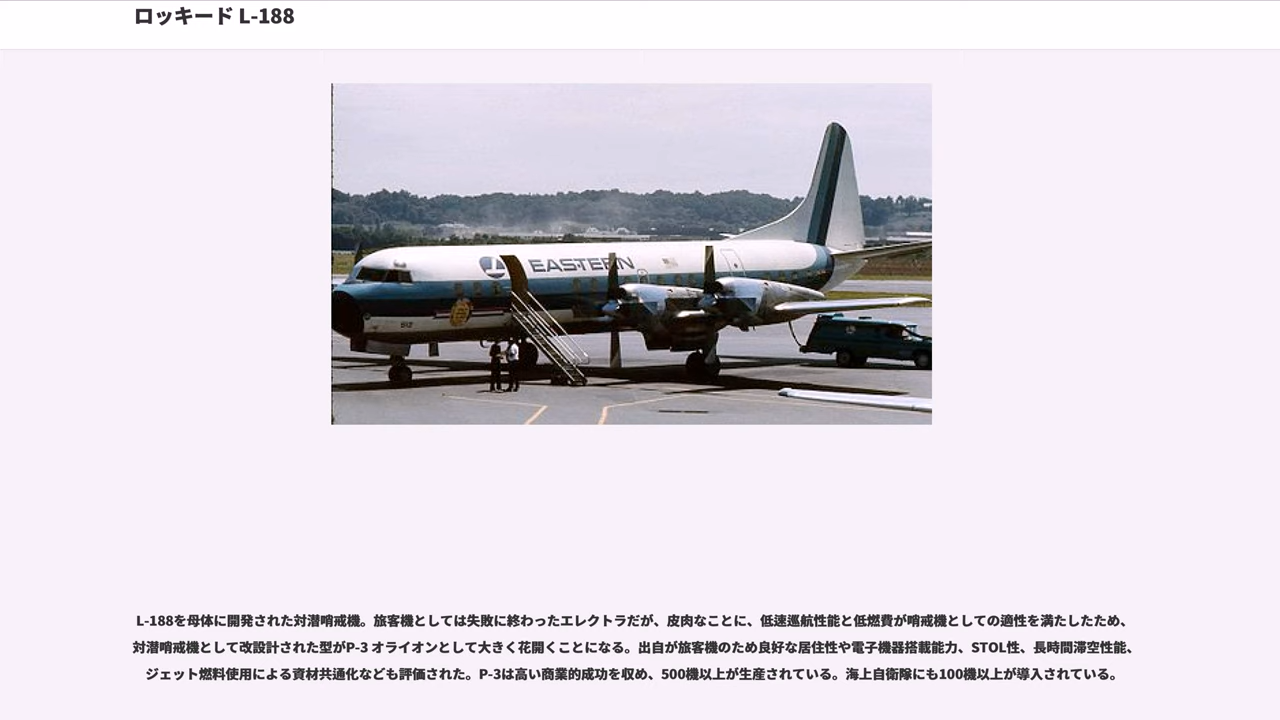 ロッキード L-188
EASTERN
L-188を母体に開発された対潜哨戒機。旅客機としては失敗に終わったエレクトラだが、皮肉なことに、低速巡航性能と低燃費が哨戒機としての適性を満たしたため、
対潜哨戒機として改設計された型がP-3 オライオンとして大きく花開くことになる。出自が旅客機のため良好な居住性や電子機器搭載能力、STOL性、長時間滞空性能、
ジェット燃料使用による資材共通化なども評価された。P-3は高い商業的成功を収め、500機以上が生産されている。海上自衛隊にも100機以上が導入されている。